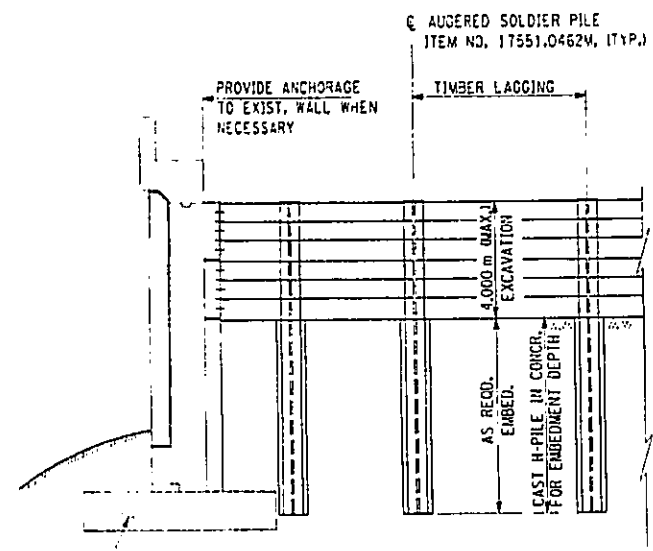 ℄ AUGERED SOLDIER PILE
ITEM NO. 17551.0462M, (TYP.)
PROVIDE ANCHORAGE
TO EXIST. WALL WHEN
NECESSARY
TIMBER LAGGING
4.000 m (MAX.)
EXCAVATION
AS REQD.
EMBED.
CAST H-PILE IN CONCR.
FOR EMBEDMENT DEPTH